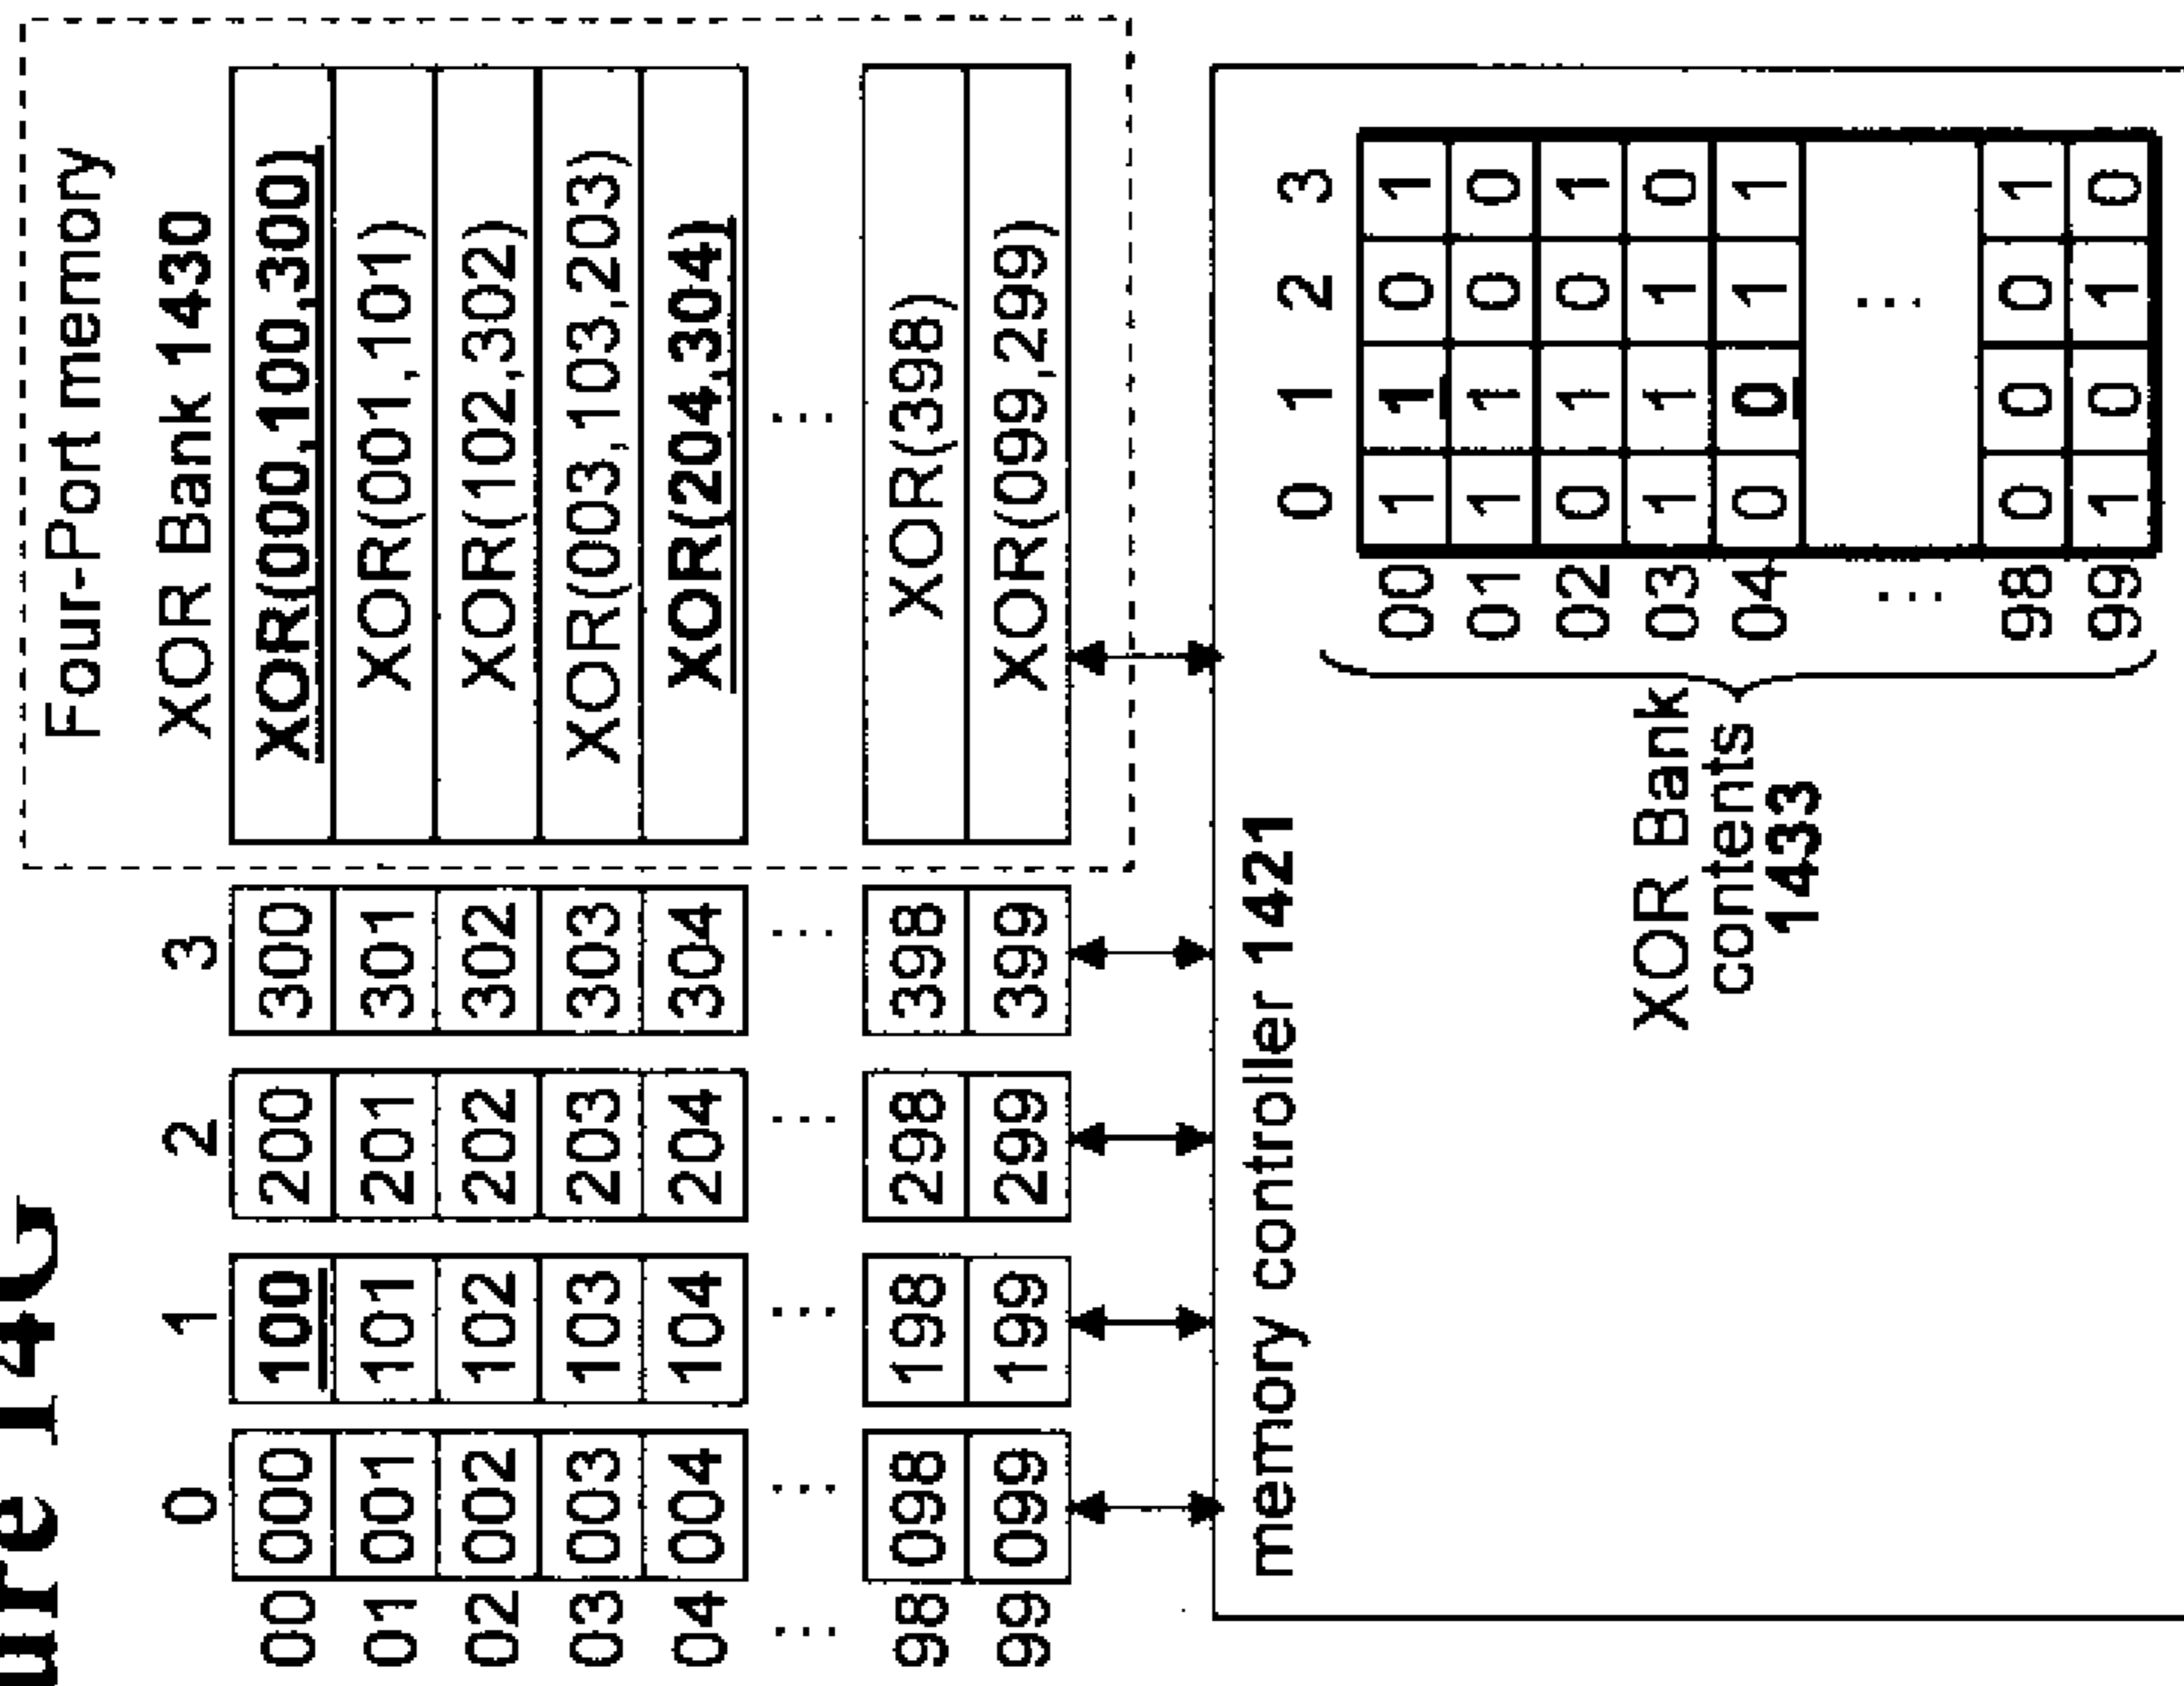 Four-Port memory
0 1 2 3 XOR Bank 1430
00 000 100 200 300 XOR(000,100,300)
01 001 101 201 301 XOR(001,101)
02 002 102 202 302 XOR(102,302)
03 003 103 203 303 XOR(003,103,203)
04 004 104 204 304 XOR(204,304)
... ... ... ... ... ...
98 098 198 298 398 XOR(398)
99 099 199 299 399 XOR(099,299)
memory controller 1421
0 1 2 3
00 1 1 0 1
01 1 1 0 0
02 0 1 0 1
03 1 1 1 0
04 0 0 1 1
... ...
98 0 0 0 1
99 1 0 1 0
XOR Bank
contents
1433